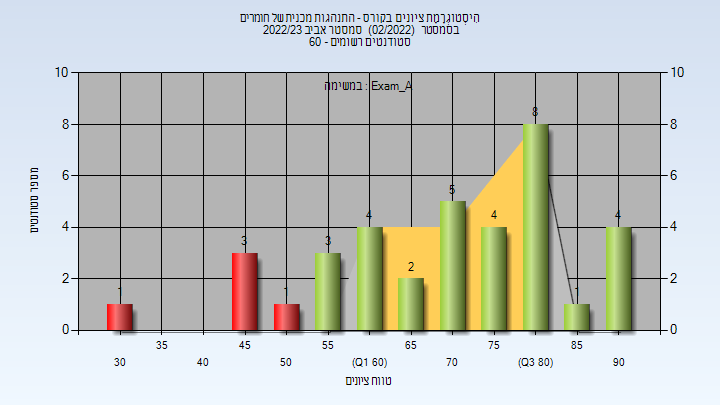 היסטוגרמת ציונים בקורס - התנהגות מכנית של חומרים
בסמסטר (02/2022) סמסטר אביב 2022/23
סטודנטים רשומים - 60
במשימה : Exam_A
10 10
8 8
6 6
4 4
2 2
0 0
1 3 1 3 4 2 5 4 8 1 4
מספר סטודנטים
35 45 55 65 75 85
30 40 50 (Q1 60) 70 (Q3 80) 90
טווח ציונים